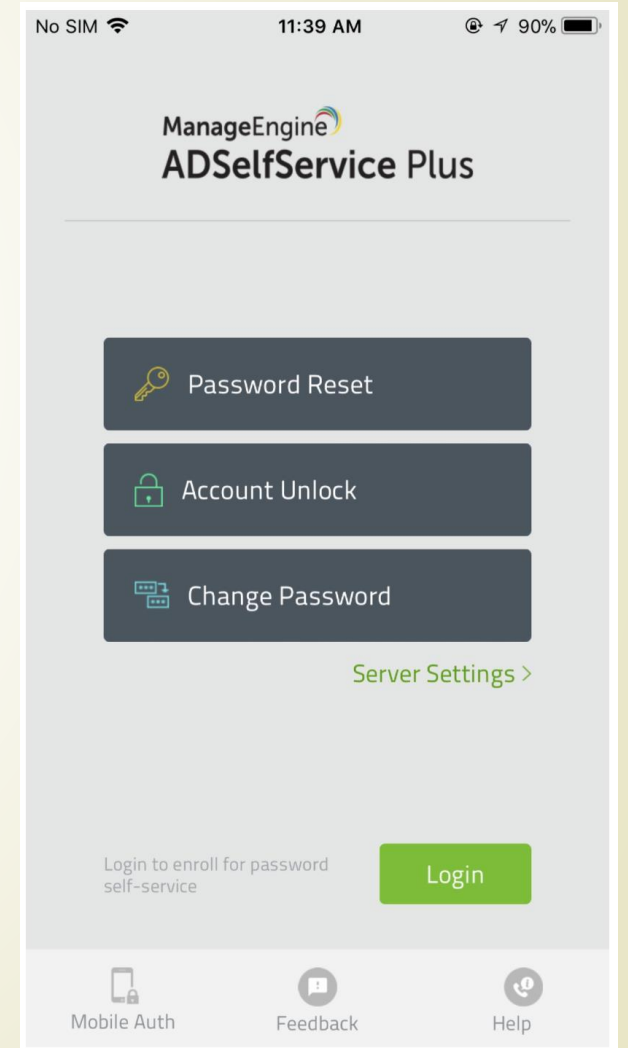 No SIM 11:39 AM 90%
ManageEngine
ADSelfService Plus
Password Reset
Account Unlock
Change Password
Server Settings >
Login to enroll for password
self-service
Login
Mobile Auth Feedback Help